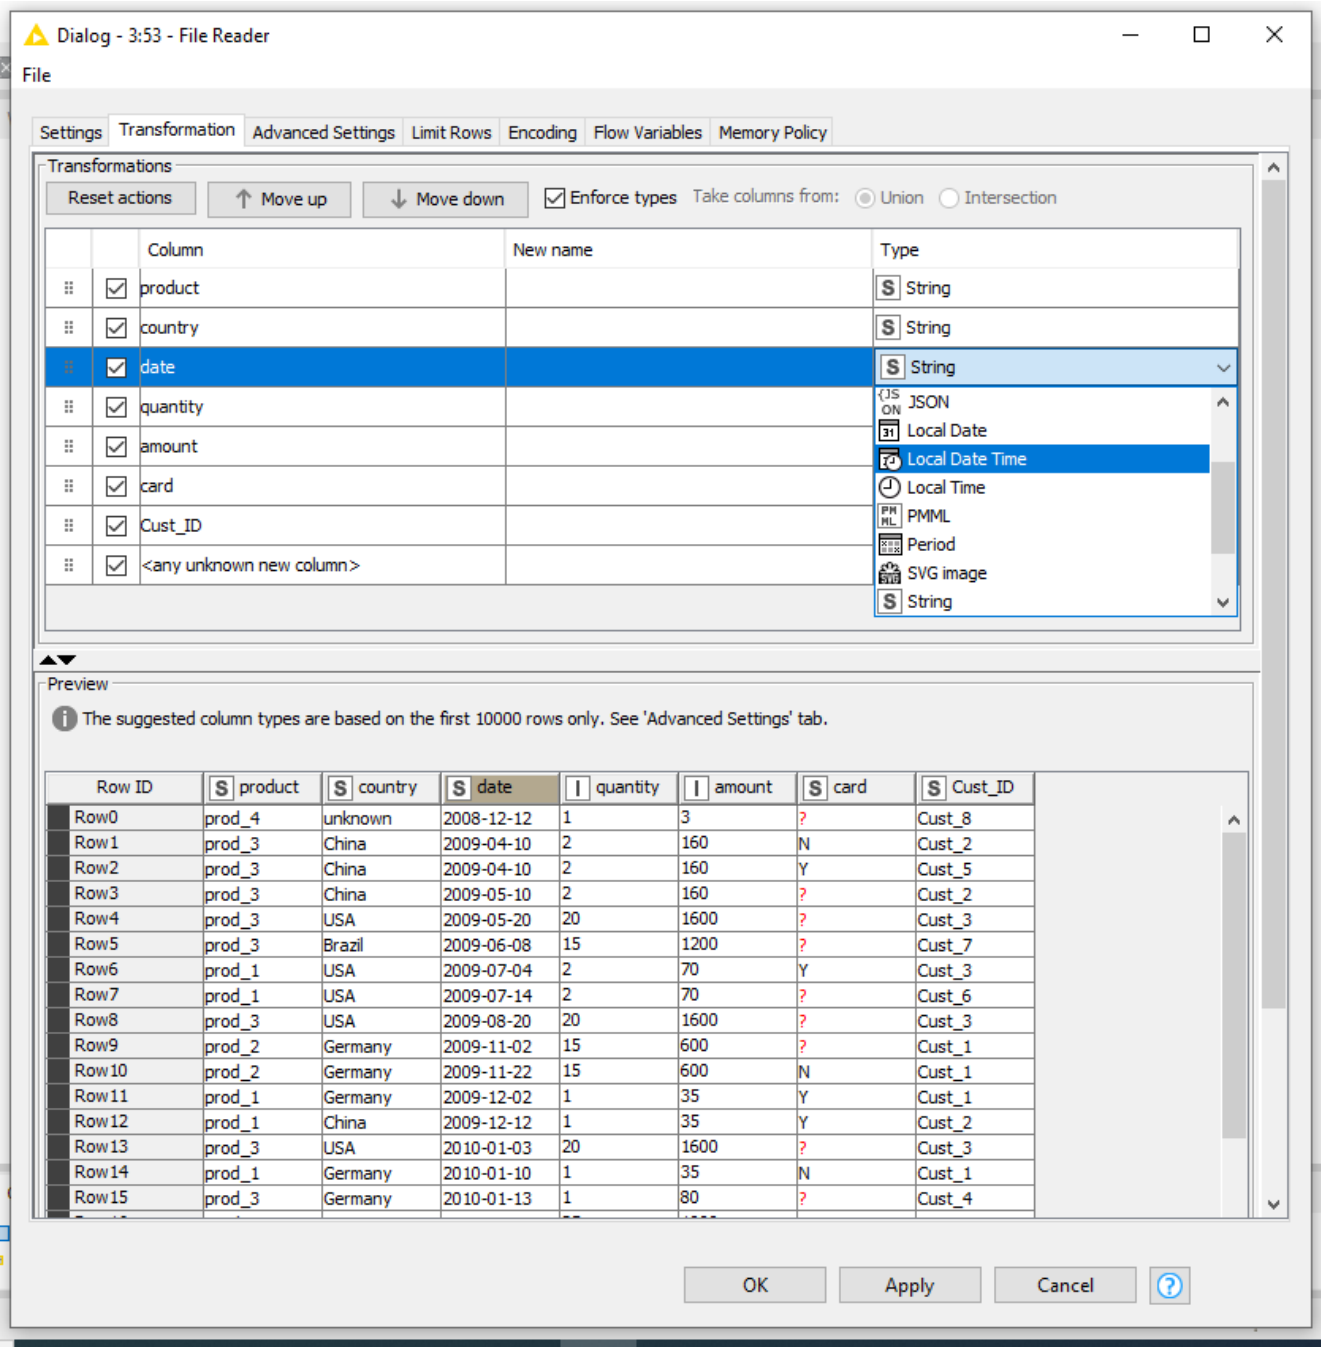 Dialog - 3:53 - File Reader
File
Settings Transformation Advanced Settings Limit Rows Encoding Flow Variables Memory Policy
Transformations
Reset actions Move up Move down Enforce types Take columns from: Union Intersection
Column New name Type
product S String
country S String
date S String
quantity
amount
card
Cust_ID
<any unknown new column>
{JS ON JSON
31 Local Date
Local Date Time
Local Time
PM ML PMML
Period
SVG SVG image
S String
Preview
The suggested column types are based on the first 10000 rows only. See 'Advanced Settings' tab.
Row ID S product S country S date I quantity I amount S card S Cust_ID
Row0 prod_4 unknown 2008-12-12 1 3 ? Cust_8
Row1 prod_3 China 2009-04-10 2 160 N Cust_2
Row2 prod_3 China 2009-04-10 2 160 Y Cust_5
Row3 prod_3 China 2009-05-10 2 160 ? Cust_2
Row4 prod_3 USA 2009-05-20 20 1600 ? Cust_3
Row5 prod_3 Brazil 2009-06-08 15 1200 ? Cust_7
Row6 prod_1 USA 2009-07-04 2 70 Y Cust_3
Row7 prod_1 USA 2009-07-14 2 70 ? Cust_6
Row8 prod_3 USA 2009-08-20 20 1600 ? Cust_3
Row9 prod_2 Germany 2009-11-02 15 600 ? Cust_1
Row10 prod_2 Germany 2009-11-22 15 600 N Cust_1
Row11 prod_1 Germany 2009-12-02 1 35 Y Cust_1
Row12 prod_1 China 2009-12-12 1 35 Y Cust_2
Row13 prod_3 USA 2010-01-03 20 1600 ? Cust_3
Row14 prod_1 Germany 2010-01-10 1 35 N Cust_1
Row15 prod_3 Germany 2010-01-13 1 80 ? Cust_4
OK Apply Cancel ?